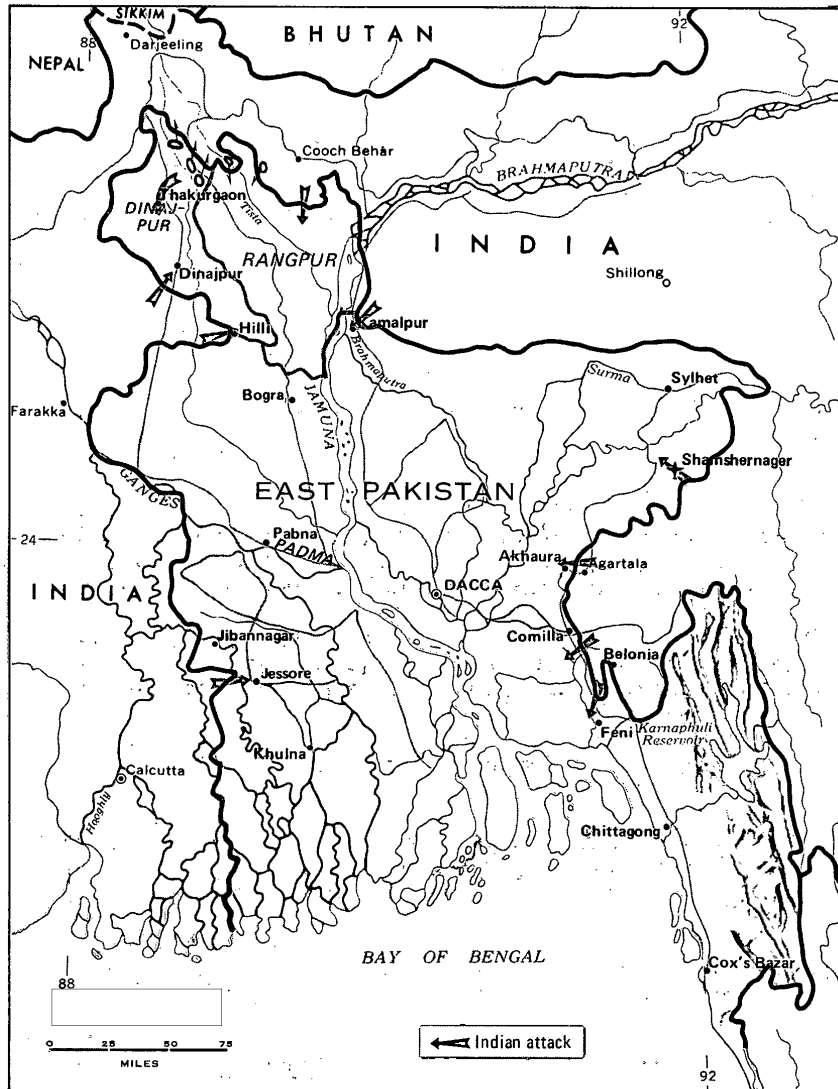 SIKKIM
88
Darjeeling
BHUTAN
92
NEPAL
Cooch Behar
BRAHMAPUTRA
Thakurgaon
DINAJ-
PUR
Tista
INDIA
RANGPUR
Shillong
Dinajpur
Hilli
Kamalpur
Brahmaputra
Surma
Sylhet
Bogra
JAMUNA
Farakka
Shamshernager
GANGES
EAST PAKISTAN
24
Pabna
PADMA
Akhaura
Agartala
INDIA
DACCA
Comilla
Jibannagar
Belonia
Jessore
Feni
Karnaphuli
Reservoir
Khulna
Calcutta
Hooghly
Chittagong
BAY OF BENGAL
Cox's Bazar
88
0 25 50 75
MILES
Indian attack
92